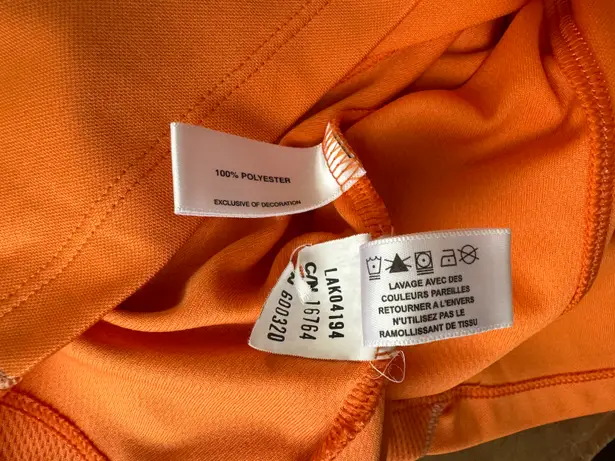 100% POLYESTER
EXCLUSIVE OF DECORATION
LAK04194
C/N 16764
600320
LAVAGE AVEC DES
COULEURS PAREILLES
RETOURNER A L'ENVERS
N'UTILISEZ PAS LE
RAMOLLISSANT DE TISSU